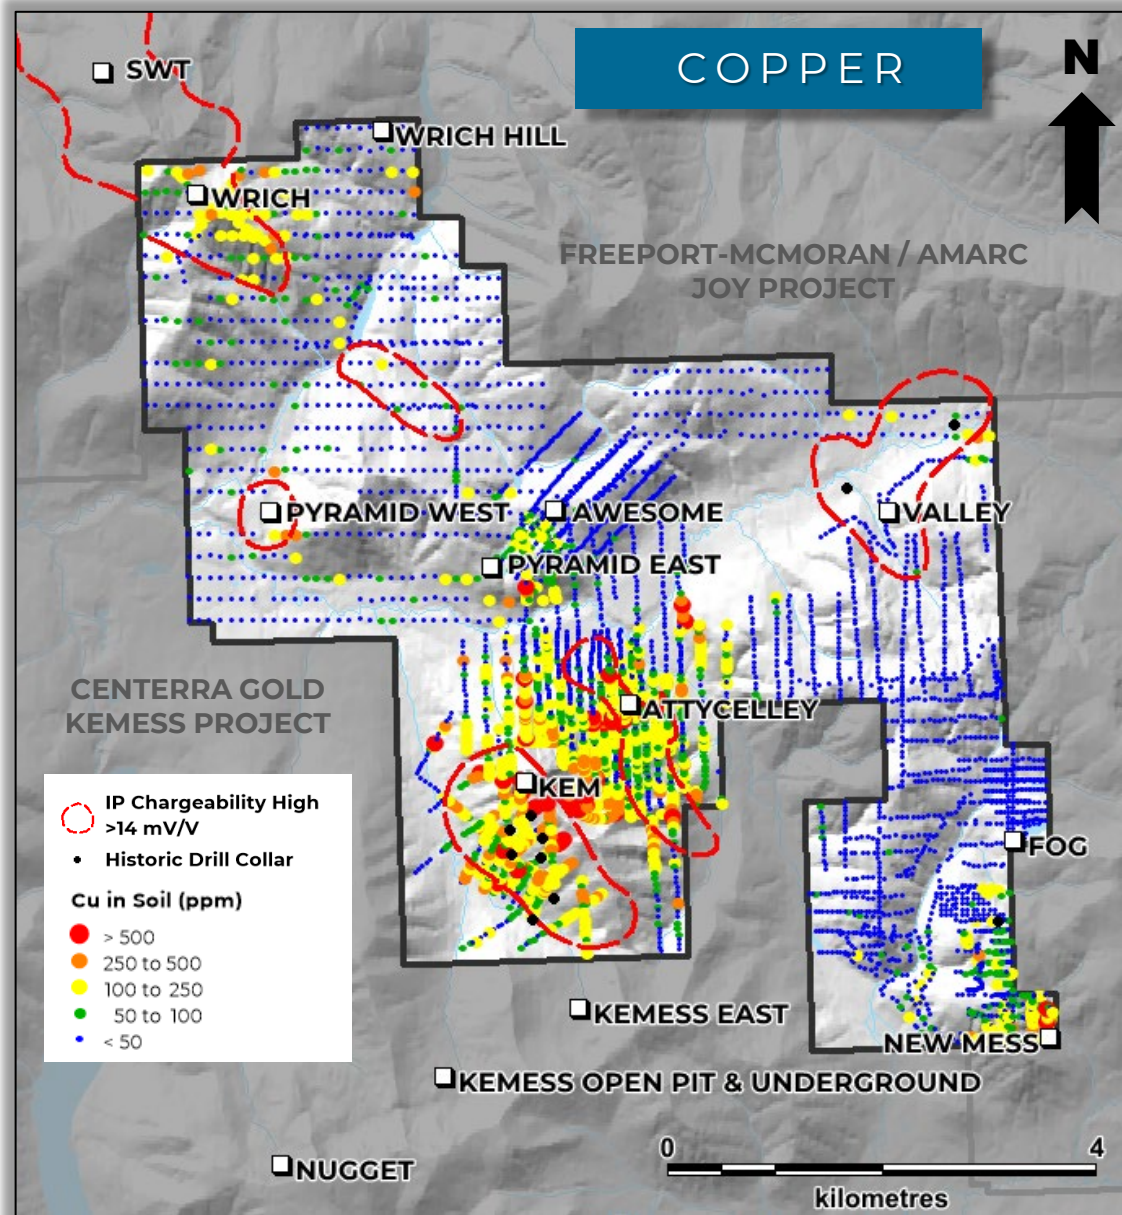 COPPER
N
SWT
WRICH HILL
WRICH
FREEPORT-MCMORAN / AMARC
JOY PROJECT
PYRAMID WEST
AWESOME
VALLEY
PYRAMID EAST
CENTERRA GOLD
KEMESS PROJECT
ATTYCELLEY
KEM
IP Chargeability High
>14 mV/V
Historic Drill Collar
Cu in Soil (ppm)
> 500
250 to 500
100 to 250
50 to 100
< 50
FOG
KEMESS EAST
NEW MESS
KEMESS OPEN PIT & UNDERGROUND
NUGGET
0 4
kilometres